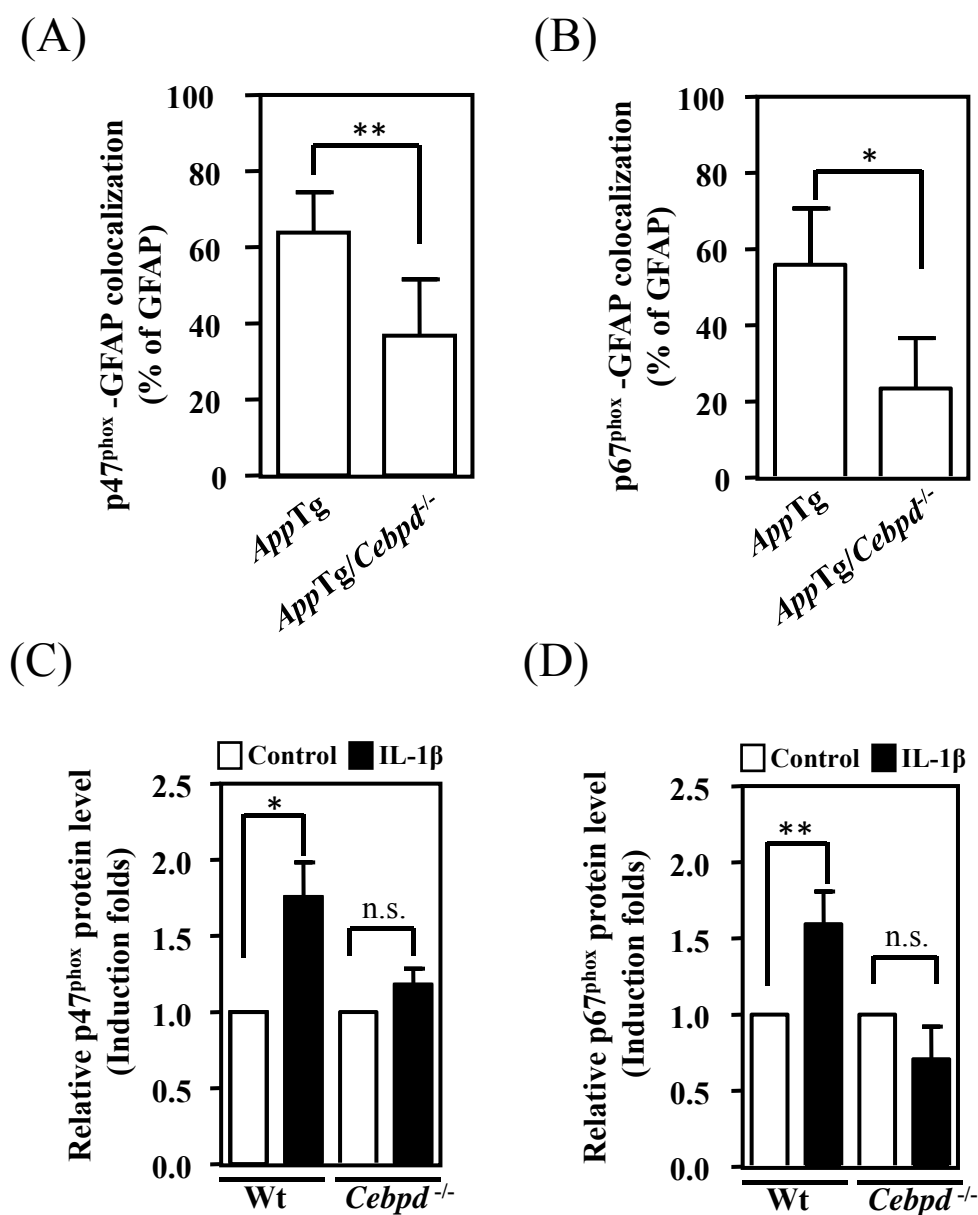 (A)
p47phox -GFAP colocalization
(% of GFAP)
100
80
60
40
20
0
**
AppTg
AppTg/Cebpd-/-
(B)
p67phox -GFAP colocalization
(% of GFAP)
100
80
60
40
20
0
*
AppTg
AppTg/Cebpd-/-
(C)
Control IL-1β
Relative p47phox protein level
(Induction folds)
2.5
2.0
1.5
1.0
0.5
0.0
*
n.s.
Wt Cebpd -/-
(D)
Control IL-1β
Relative p67phox protein level
(Induction folds)
2.5
2.0
1.5
1.0
0.5
0.0
**
n.s.
Wt Cebpd -/-